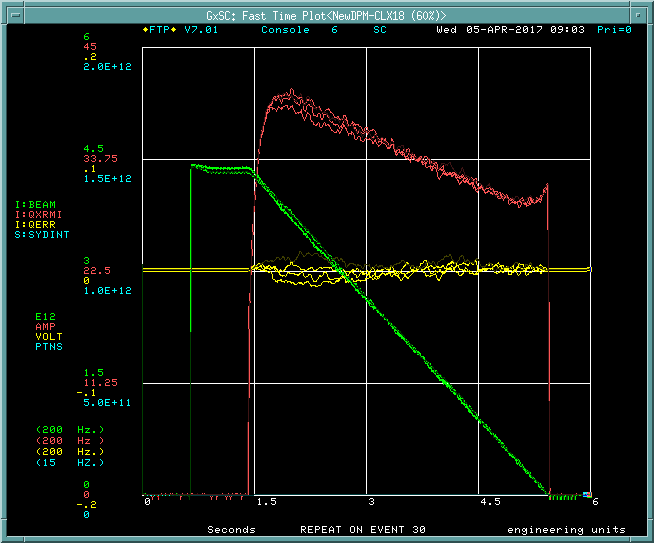 GxSC: Fast Time Plot<NewDPM-CLX18 (60%)>
◆FTP◆ V7.01 Console 6 SC Wed 05-APR-2017 09:03 Pri=0
6
45
.2
2.0E+12
4.5
33.75
.1
1.5E+12
I:BEAM
I:QXRMI
I:QERR
S:SYDINT
3
22.5
0
1.0E+12
E12
AMP
VOLT
PTNS
1.5
11.25
-.1
5.0E+11
(200 Hz.)
(200 Hz )
(200 Hz.)
(15 HZ.)
0
0
-.2
0
0 1.5 3 4.5 6
Seconds REPEAT ON EVENT 30 engineering units